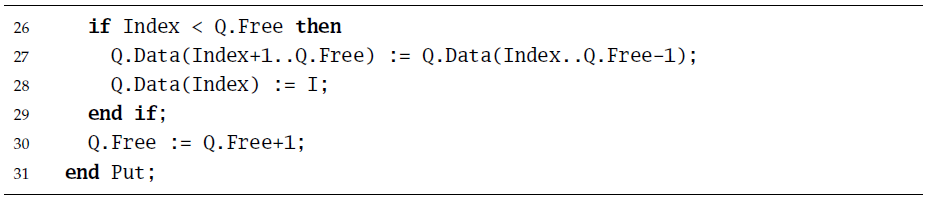 26 if Index < Q.Free then
27 Q.Data(Index+1..Q.Free) := Q.Data(Index..Q.Free-1);
28 Q.Data(Index) := I;
29 end if;
30 Q.Free := Q.Free+1;
31 end Put;